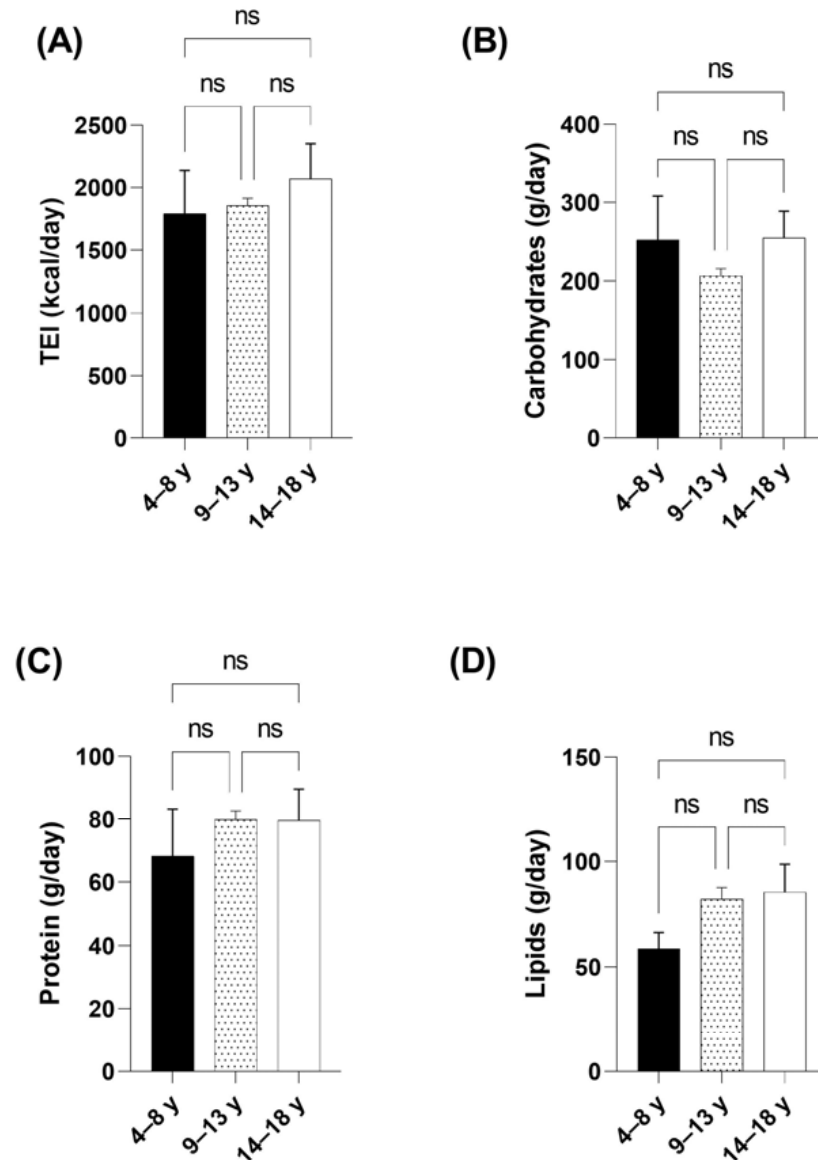 (A)
ns
ns ns
2500
2000
1500
1000
500
0
TEI (kcal/day)
4–8 y
9–13 y
14–18 y
(B)
ns
ns ns
400
300
200
100
0
Carbohydrates (g/day)
4–8 y
9–13 y
14–18 y
(C)
ns
ns ns
100
80
60
40
20
0
Protein (g/day)
4–8 y
9–13 y
14–18 y
(D)
ns
ns ns
150
100
50
0
Lipids (g/day)
4–8 y
9–13 y
14–18 y